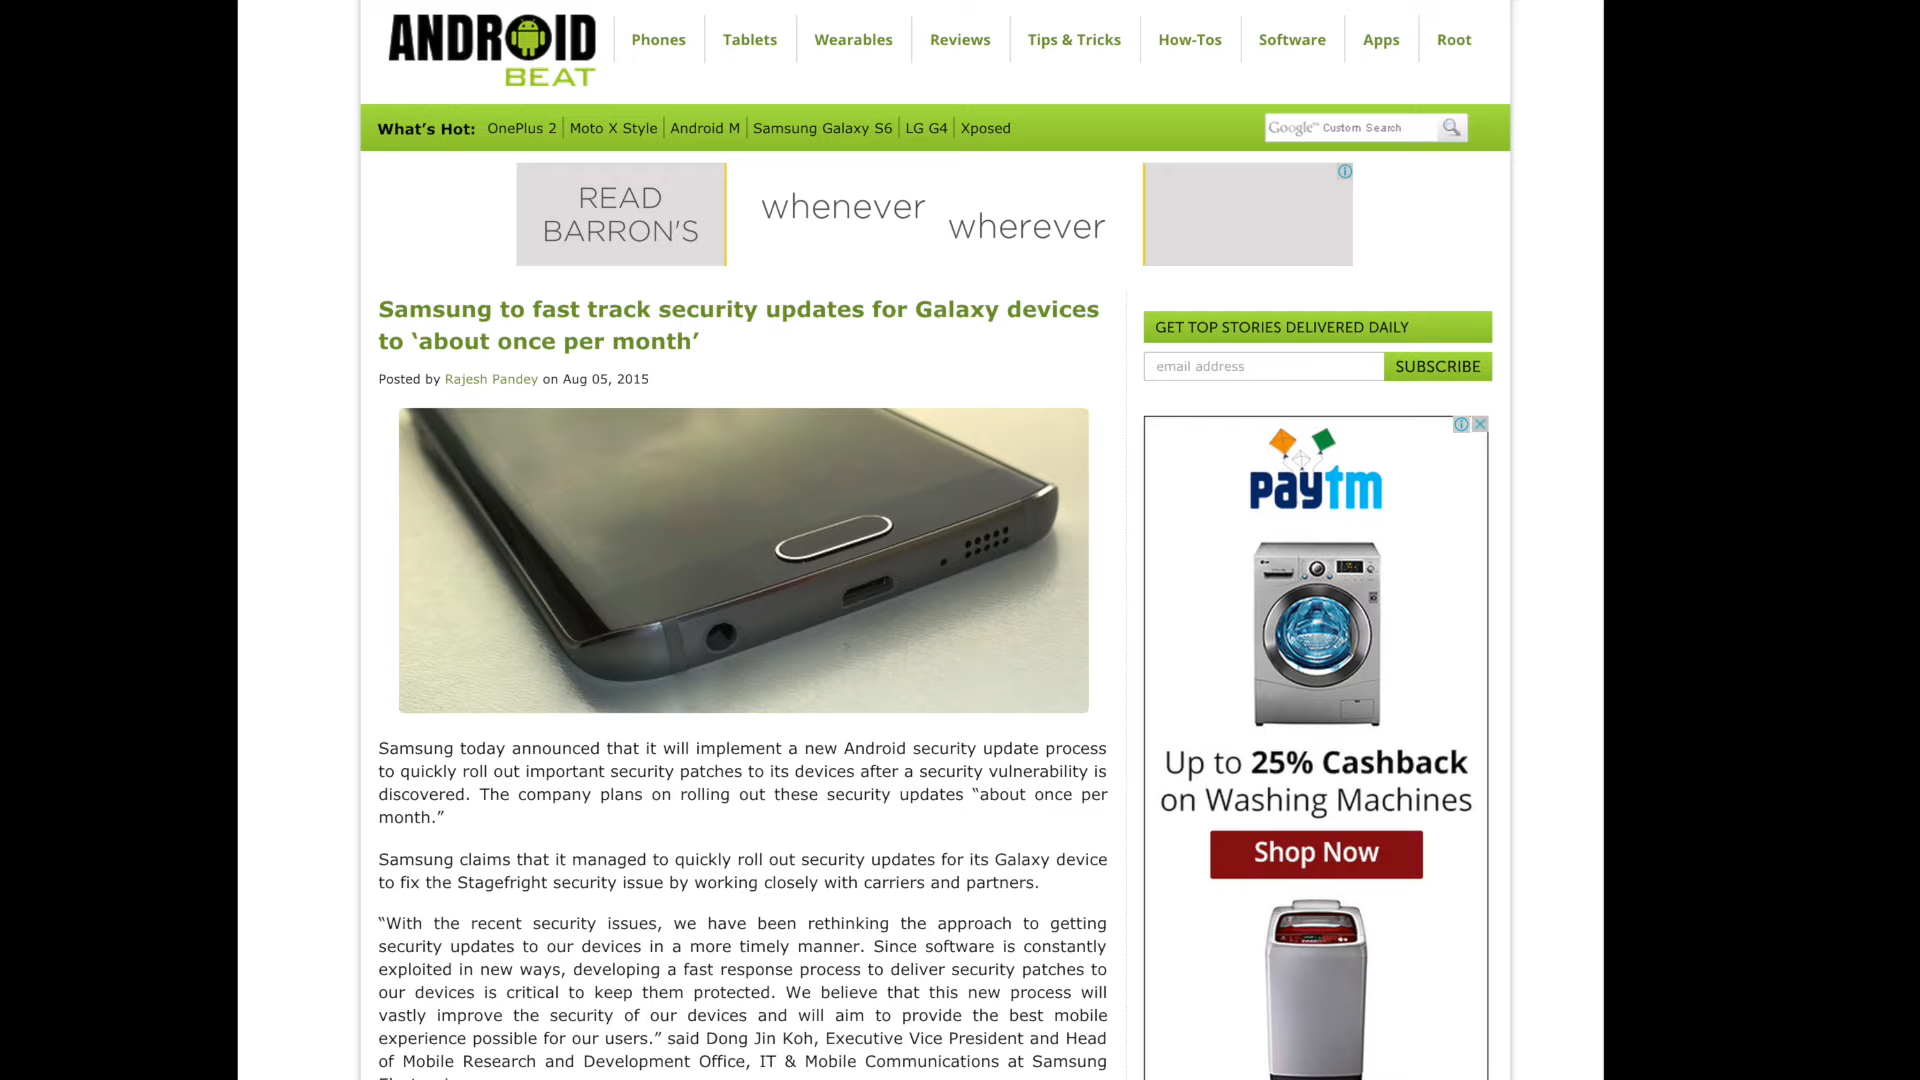 ANDROID
BEAT
Phones
Tablets
Wearables
Reviews
Tips & Tricks
How-Tos
Software
Apps
Root
What’s Hot: OnePlus 2 Moto X Style Android M Samsung Galaxy S6 LG G4 Xposed
Google™ Custom Search
READ
BARRON'S
whenever
wherever
Samsung to fast track security updates for Galaxy devices
to ‘about once per month’
Posted by Rajesh Pandey on Aug 05, 2015
Samsung today announced that it will implement a new Android security update process
to quickly roll out important security patches to its devices after a security vulnerability is
discovered. The company plans on rolling out these security updates “about once per
month.”
Samsung claims that it managed to quickly roll out security updates for its Galaxy device
to fix the Stagefright security issue by working closely with carriers and partners.
“With the recent security issues, we have been rethinking the approach to getting
security updates to our devices in a more timely manner. Since software is constantly
exploited in new ways, developing a fast response process to deliver security patches to
our devices is critical to keep them protected. We believe that this new process will
vastly improve the security of our devices and will aim to provide the best mobile
experience possible for our users.” said Dong Jin Koh, Executive Vice President and Head
of Mobile Research and Development Office, IT & Mobile Communications at Samsung
GET TOP STORIES DELIVERED DAILY
email address
SUBSCRIBE
paytm
Up to 25% Cashback
on Washing Machines
Shop Now